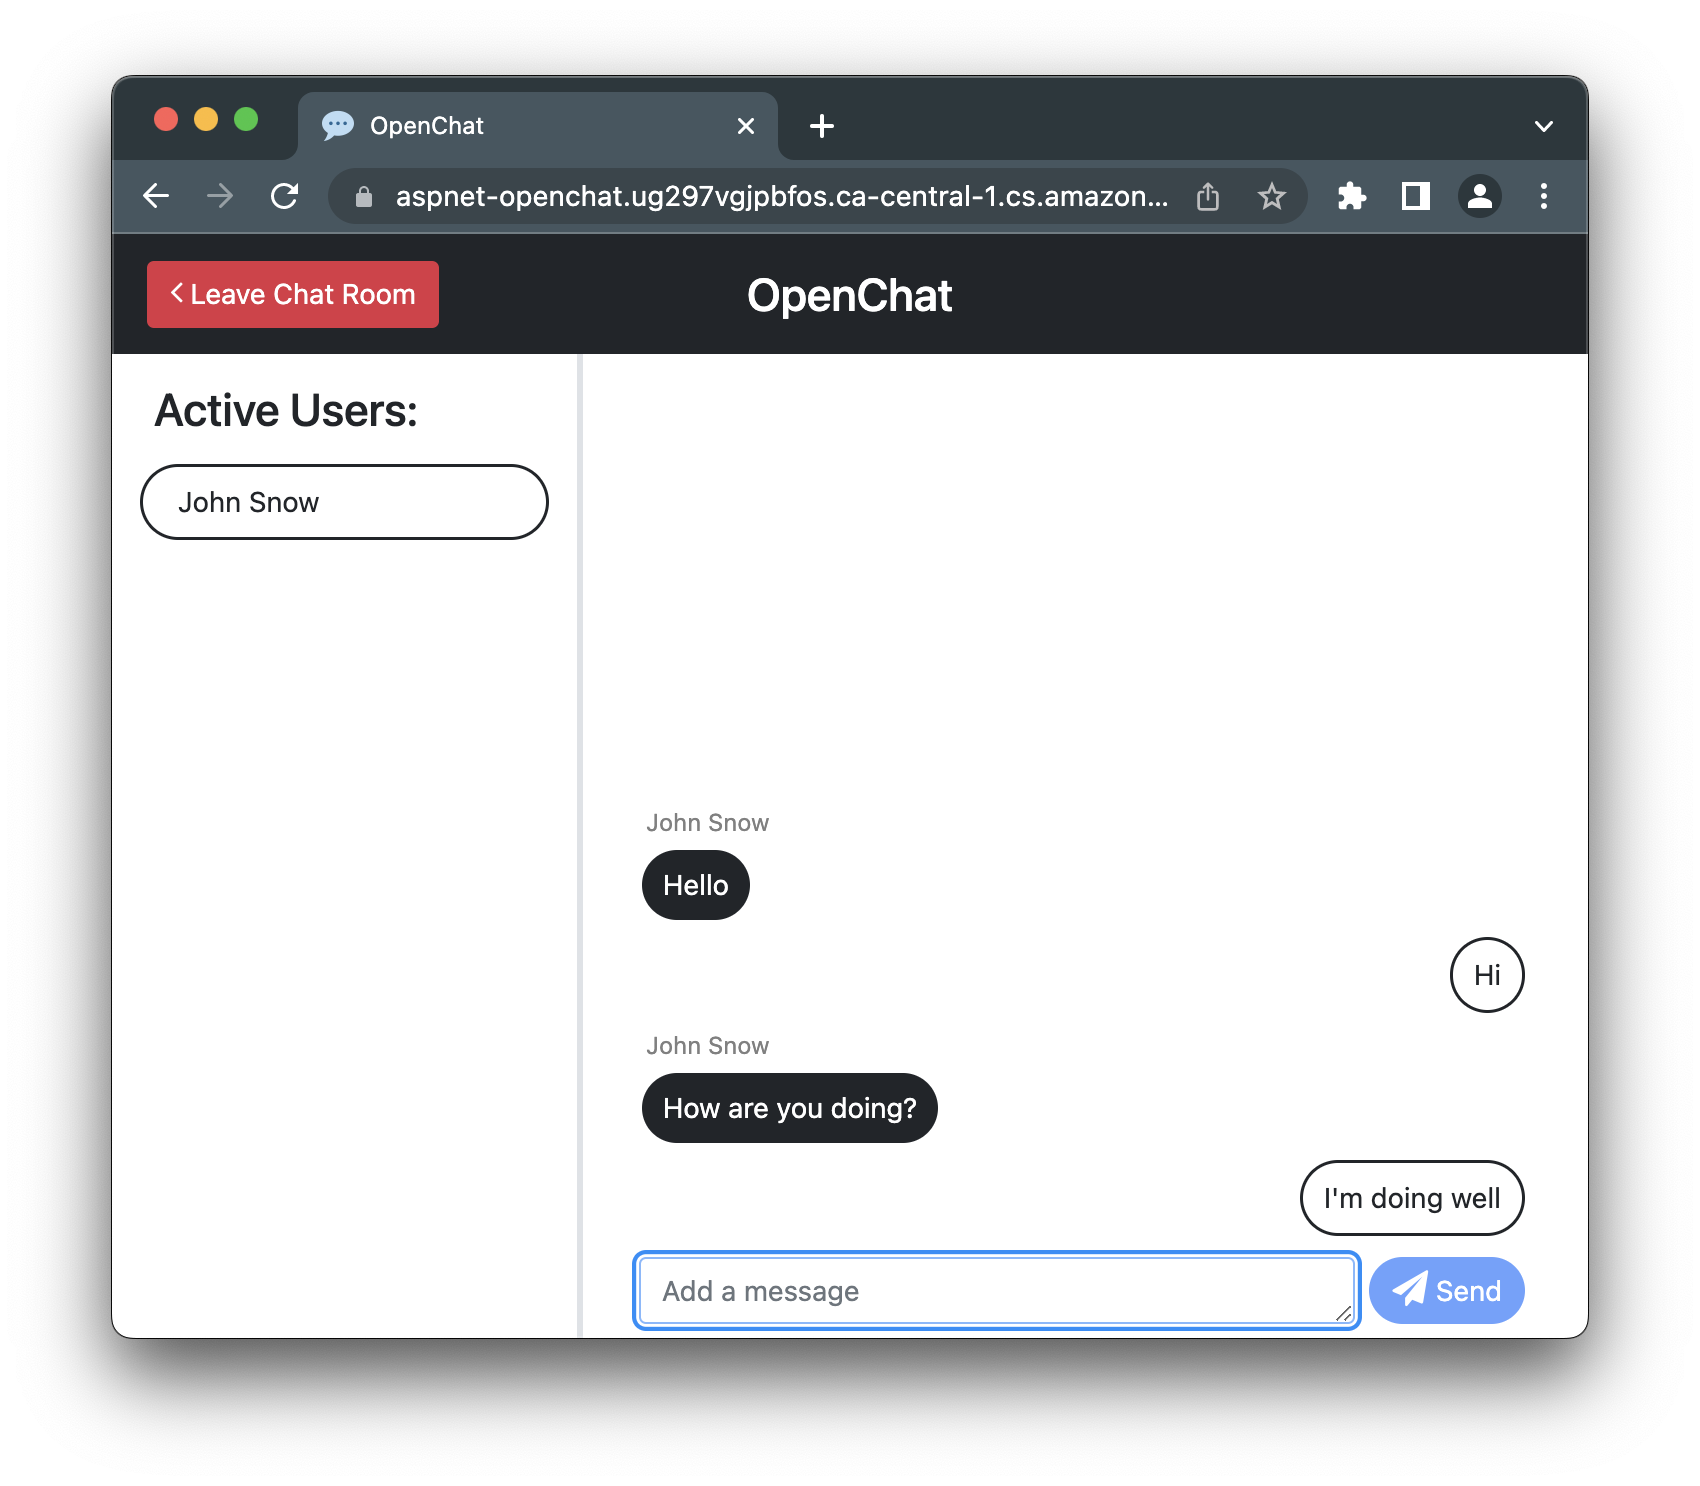 OpenChat
aspnet-openchat.ug297vgjpbfos.ca-central-1.cs.amazon...
Leave Chat Room
OpenChat
Active Users:
John Snow
John Snow
Hello
Hi
John Snow
How are you doing?
I'm doing well
Add a message
Send